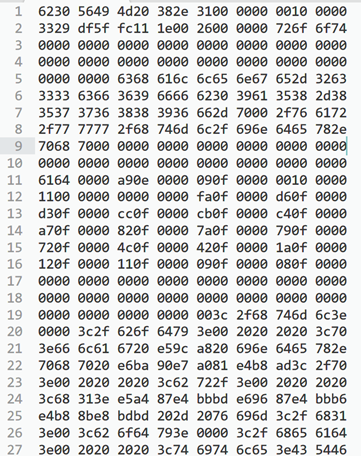 1 6230 5649 4d20 382e 3100 0000 0010 0000
2 3329 df5f fc11 1e00 2600 0000 726f 6f74
3 0000 0000 0000 0000 0000 0000 0000 0000
4 0000 0000 0000 0000 0000 0000 0000 0000
5 0000 0000 6368 616c 6c65 6e67 652d 3263
6 3333 6366 3639 6666 6230 3961 3538 2d38
7 3537 3736 3838 3936 662d 7000 2f76 6172
8 2f77 7777 2f68 746d 6c2f 696e 6465 782e
9 7068 7000 0000 0000 0000 0000 0000 0000
10 0000 0000 0000 0000 0000 0000 0000 0000
11 6164 0000 a90e 0000 090f 0000 0010 0000
12 1100 0000 0000 0000 fa0f 0000 d60f 0000
13 d30f 0000 cc0f 0000 cb0f 0000 c40f 0000
14 a70f 0000 820f 0000 7a0f 0000 790f 0000
15 720f 0000 4c0f 0000 420f 0000 1a0f 0000
16 120f 0000 110f 0000 090f 0000 080f 0000
17 0000 0000 0000 0000 0000 0000 0000 0000
18 0000 0000 0000 0000 0000 0000 0000 0000
19 0000 0000 0000 0000 003c 2f68 746d 6c3e
20 0000 3c2f 626f 6479 3e00 2020 2020 3c70
21 3e66 6c61 6720 e59c a820 696e 6465 782e
22 7068 7020 e6ba 90e7 a081 e4b8 ad3c 2f70
23 3e00 2020 2020 3c62 722f 3e00 2020 2020
24 3c68 313e e5a4 87e4 bbbd e696 87e4 bbb6
25 e4b8 8be8 bdbd 202d 2076 696d 3c2f 6831
26 3e00 3c62 6f64 793e 0000 3c2f 6865 6164
27 3e00 2020 2020 3c74 6974 6c65 3e43 5446